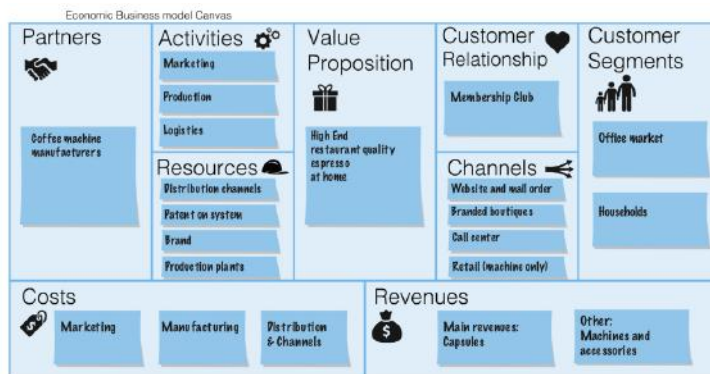 Economic Business model Canvas
Partners
Coffee machine
manufacturers
Activities
Marketing
Production
Logistics
Resources
Distribution channels
Patent on system
Brand
Production plants
Value
Proposition
High End
restaurant quality
espresso
at home
Customer
Relationship
Membership Club
Channels
Website and mail order
Branded boutiques
Call center
Retail (machine only)
Customer
Segments
Office market
Households
Costs
$
Marketing
Manufacturing
Distribution
& Channels
Revenues
$
Main revenues:
Capsules
Other:
Machines and
accessories